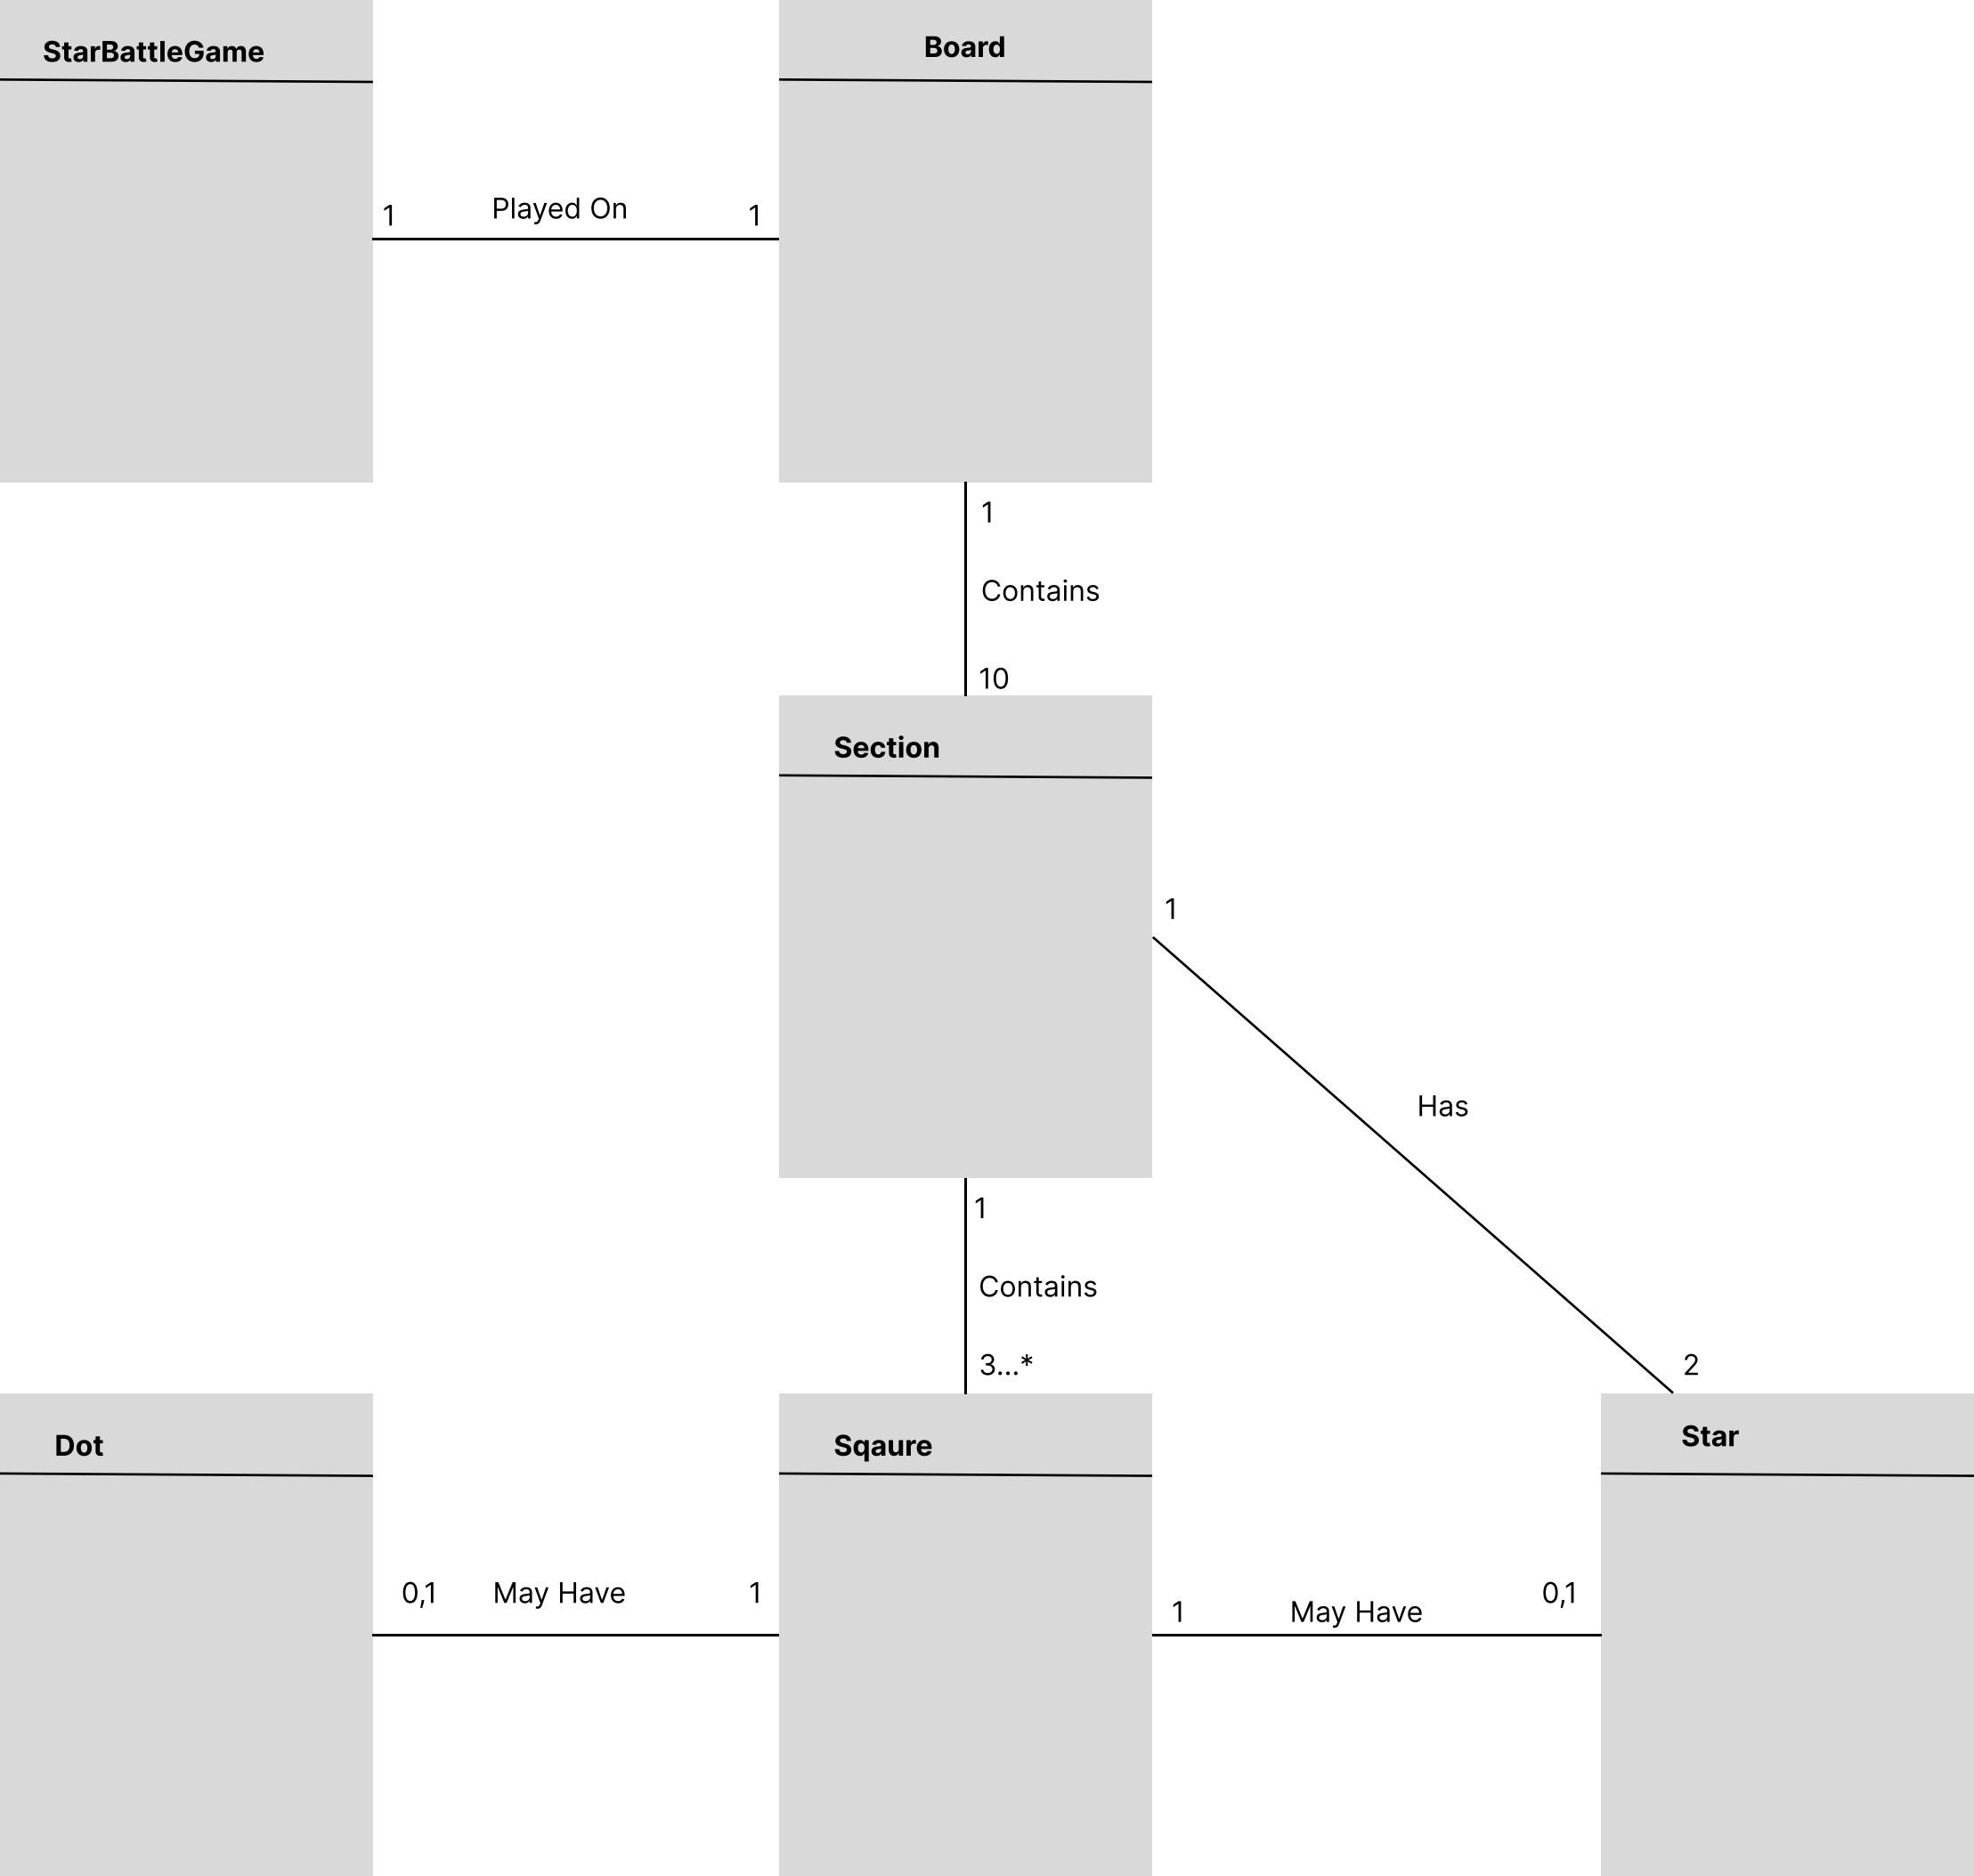 StarBattleGame
Board
1
Played On
1
1
Contains
10
Section
1
Has
1
Contains
3...*
2
Dot
Sqaure
Star
0,1
May Have
1
1
May Have
0,1